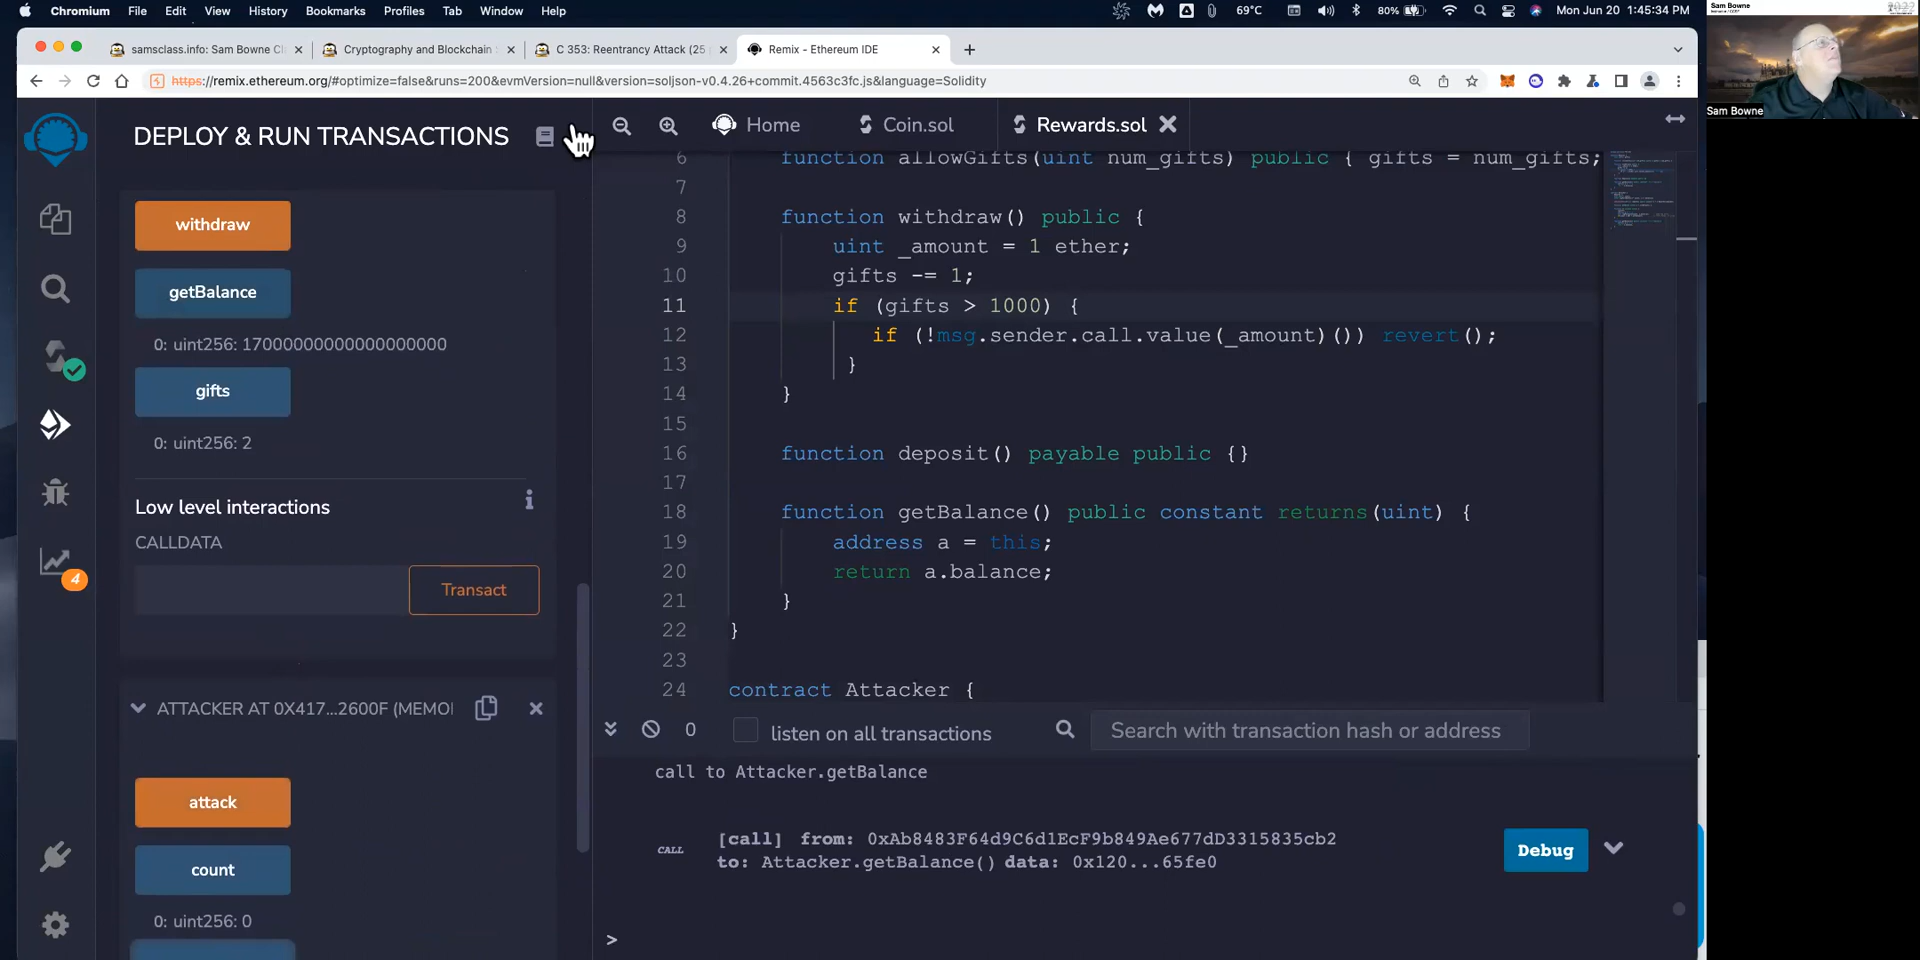 Chromium File Edit View History Bookmarks Profiles Tab Window Help
69°C 80% Mon Jun 20 1:45:34 PM
samsclass.info: Sam Bowne Cl
Cryptography and Blockchain
C 353: Reentrancy Attack (25
Remix - Ethereum IDE
https://remix.ethereum.org/#optimize=false&runs=200&evmVersion=null&version=soljson-v0.4.26+commit.4563c3fc.js&language=Solidity
Sam Bowne
Sam Bowne
DEPLOY & RUN TRANSACTIONS
withdraw
getBalance
0: uint256: 17000000000000000000
gifts
0: uint256: 2
Low level interactions
i
CALLDATA
Transact
4
ATTACKER AT 0X417...2600F (MEMOI
attack
count
0: uint256: 0
Home Coin.sol Rewards.sol
6 function allowGifts(uint num_gifts) public { gifts = num_gifts;
7
8 function withdraw() public {
9 uint _amount = 1 ether;
10 gifts -= 1;
11 if (gifts > 1000) {
12 if (!msg.sender.call.value(_amount)()) revert();
13 }
14 }
15
16 function deposit() payable public {}
17
18 function getBalance() public constant returns(uint) {
19 address a = this;
20 return a.balance;
21 }
22 }
23
24 contract Attacker {
0 listen on all transactions Search with transaction hash or address
call to Attacker.getBalance
CALL [call] from: 0xAb8483F64d9C6d1EcF9b849Ae677dD3315835cb2
to: Attacker.getBalance() data: 0x120...65fe0
Debug
>